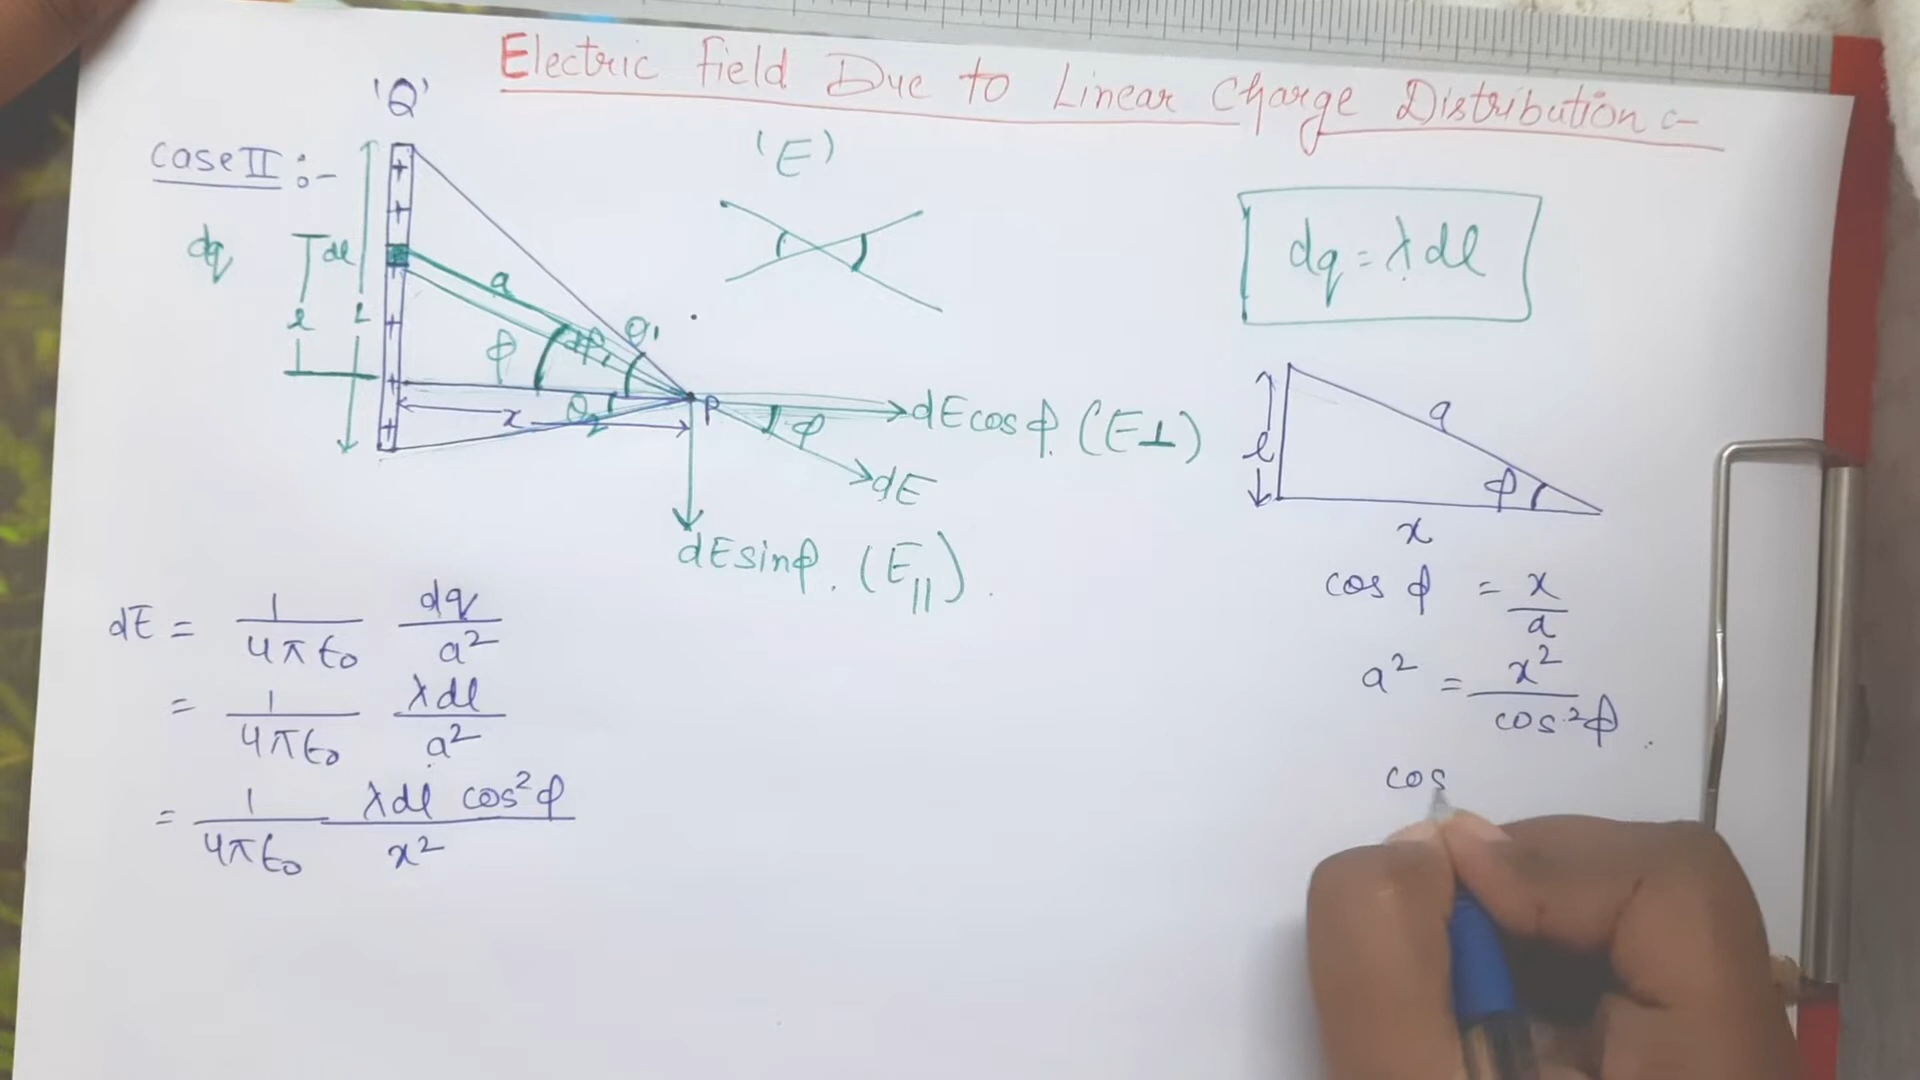 Electric field Due to Linear Charge Distribution :-
'Q'
Case II :-
'E'
dq
dl
l
L
a
φ
dφ
θ₁
θ₂
x
P
φ
dE cos φ. (E⊥)
dE
dE sin φ. (E||).
dq = λdl
a
l
φ
x
cos φ = x/a
a² = x²/cos²φ
cos
dE = 1/4πε₀ dq/a²
= 1/4πε₀ λdl/a²
= 1/4πε₀ λdl cos²φ/x²